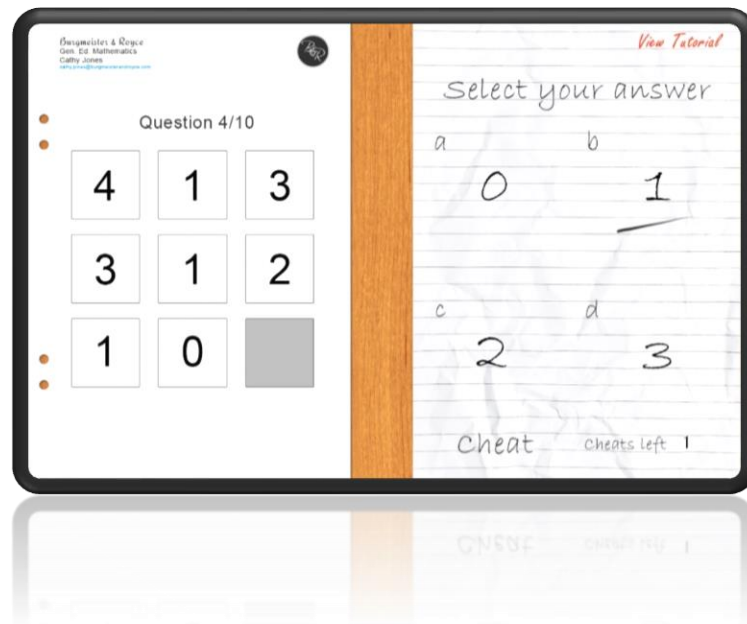 Burgmeister & Royce
Gen. Ed. Mathematics
Cathy Jones
Question 4/10
4 1 3
3 1 2
1 0
View Tutorial
Select your answer
a b
0 1
c d
2 3
Cheat Cheats left 1